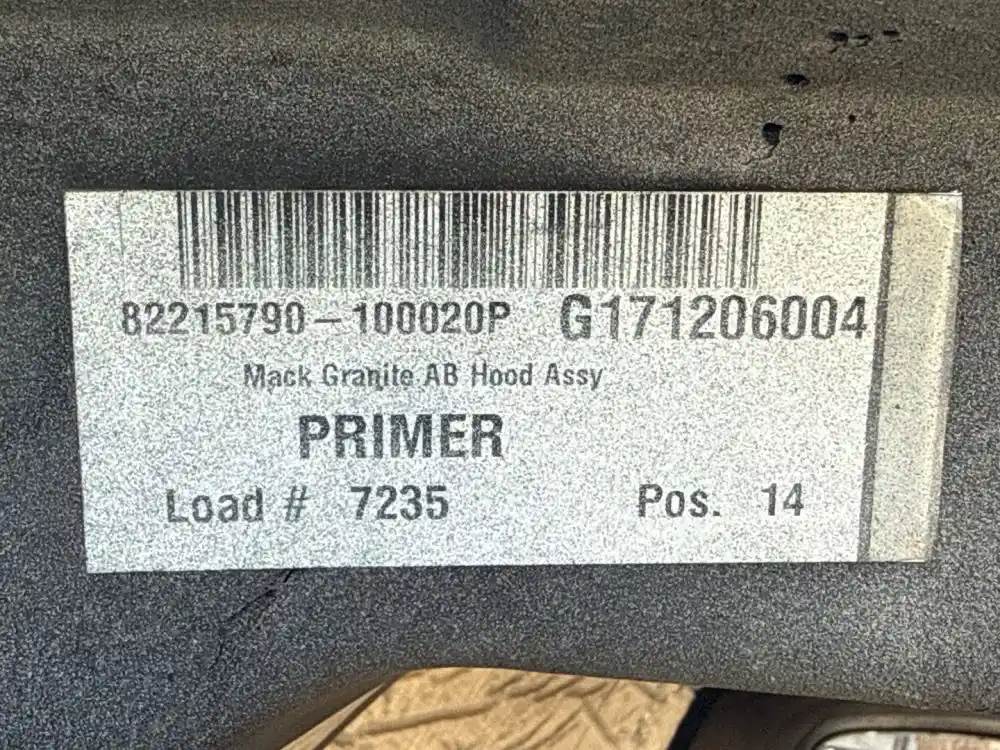 82215790-100020P G171206004
Mack Granite AB Hood Assy
PRIMER
Load # 7235 Pos. 14